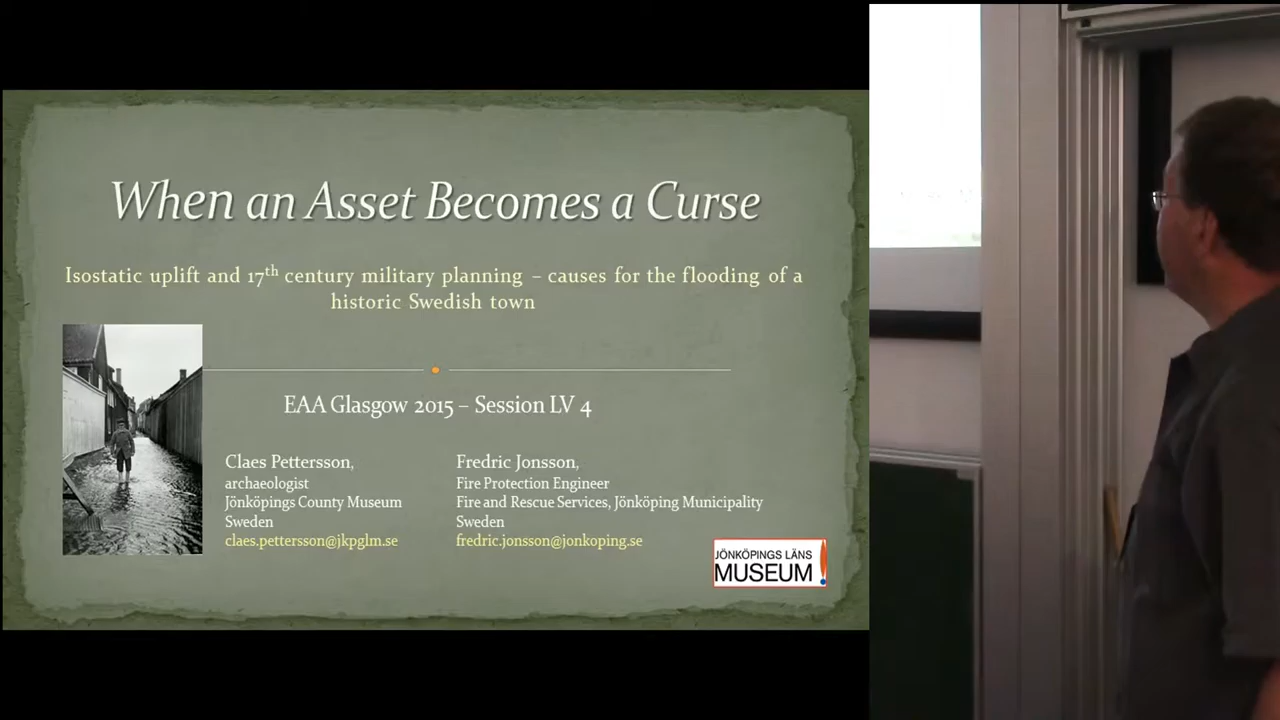 When an Asset Becomes a Curse
Isostatic uplift and 17th century military planning – causes for the flooding of a
historic Swedish town
EAA Glasgow 2015 – Session LV 4
Claes Pettersson,
archaeologist
Jönköpings County Museum
Sweden
claes.pettersson@jkpglm.se
Fredric Jonsson,
Fire Protection Engineer
Fire and Rescue Services, Jönköping Municipality
Sweden
fredric.jonsson@jonkoping.se
JÖNKÖPINGS LÄNS
MUSEUM